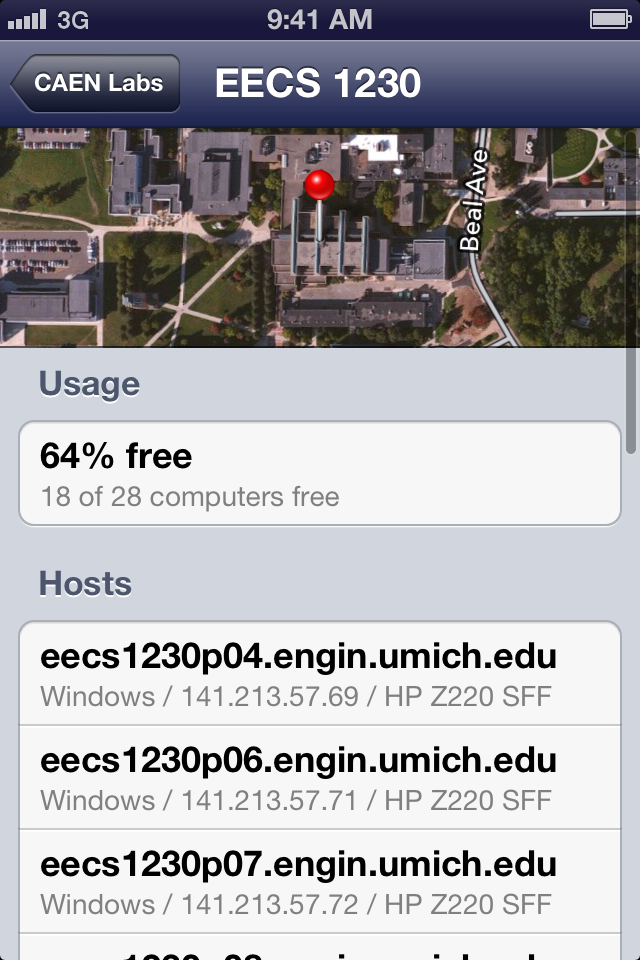 3G 9:41 AM
CAEN Labs EECS 1230
Beal Ave
Usage
64% free
18 of 28 computers free
Hosts
eecs1230p04.engin.umich.edu
Windows / 141.213.57.69 / HP Z220 SFF
eecs1230p06.engin.umich.edu
Windows / 141.213.57.71 / HP Z220 SFF
eecs1230p07.engin.umich.edu
Windows / 141.213.57.72 / HP Z220 SFF